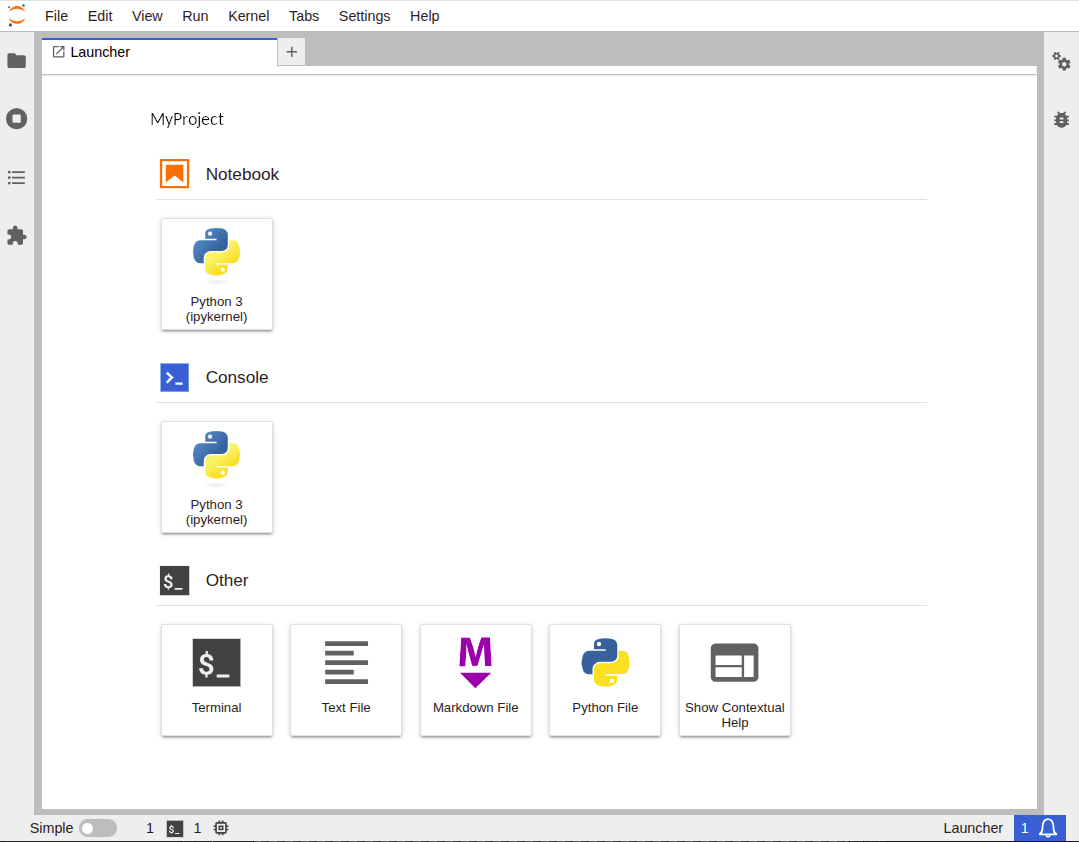 File Edit View Run Kernel Tabs Settings Help
Launcher
MyProject
Notebook
Python 3
(ipykernel)
Console
Python 3
(ipykernel)
$_ Other
$_
M
Terminal Text File Markdown File Python File Show Contextual
Help
Simple 1 $_ 1 Launcher 1